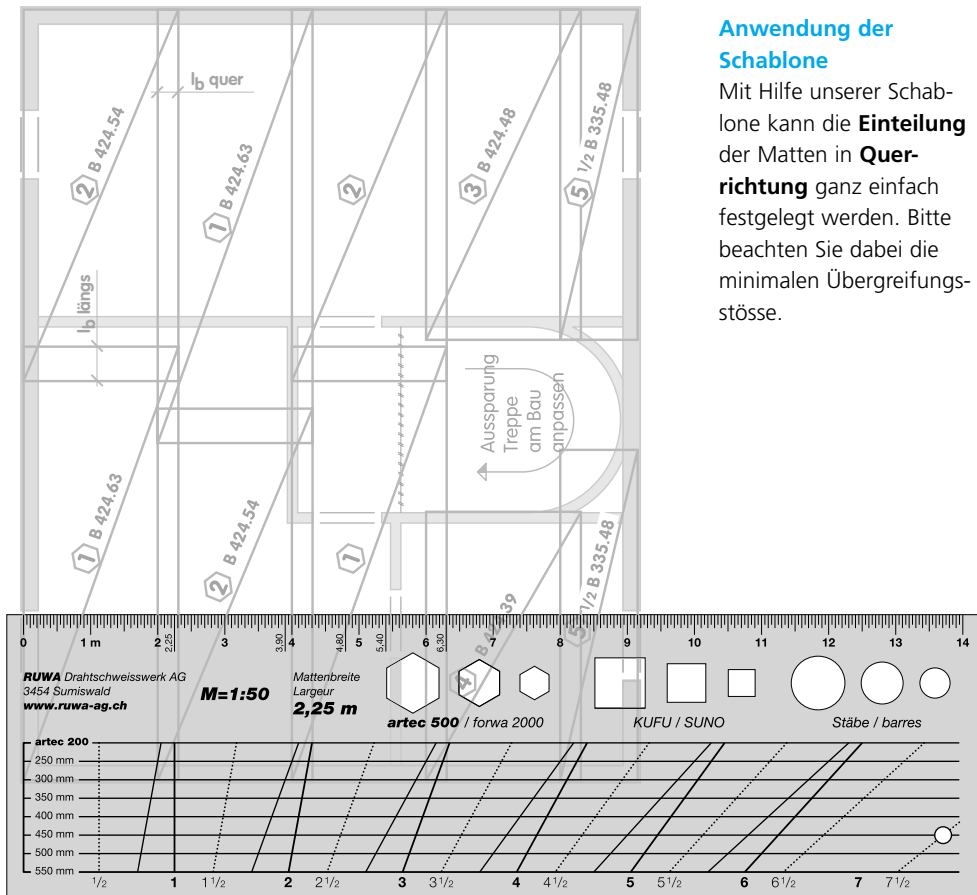 Anwendung der
Schablone
Mit Hilfe unserer Schab-
lone kann die Einteilung
der Matten in Quer-
richtung ganz einfach
festgelegt werden. Bitte
beachten Sie dabei die
minimalen Übergreifungs-
stösse.
lb quer
2 B 424.54
1 B 424.63
2
3 B 424.48
5 1/2 B 335.48
lb längs
Aussparung
Treppe
am Bau
anpassen
1 B 424.63
2 B 424.54
1
4 B 424.39
5 1/2 B 335.48
0 1 m 2 2,25 3 3,90 4 4,80 5 5,40 6 6,30 7 8 9 10 11 12 13 14
RUWA Drahtschweisswerk AG
3454 Sumiswald
www.ruwa-ag.ch
M=1:50
Mattenbreite
Largeur
2,25 m
artec 500 / forwa 2000
KUFU / SUNO
Stäbe / barres
artec 200
250 mm
300 mm
350 mm
400 mm
450 mm
500 mm
550 mm
1/2 1 1 1/2 2 2 1/2 3 3 1/2 4 4 1/2 5 5 1/2 6 6 1/2 7 7 1/2